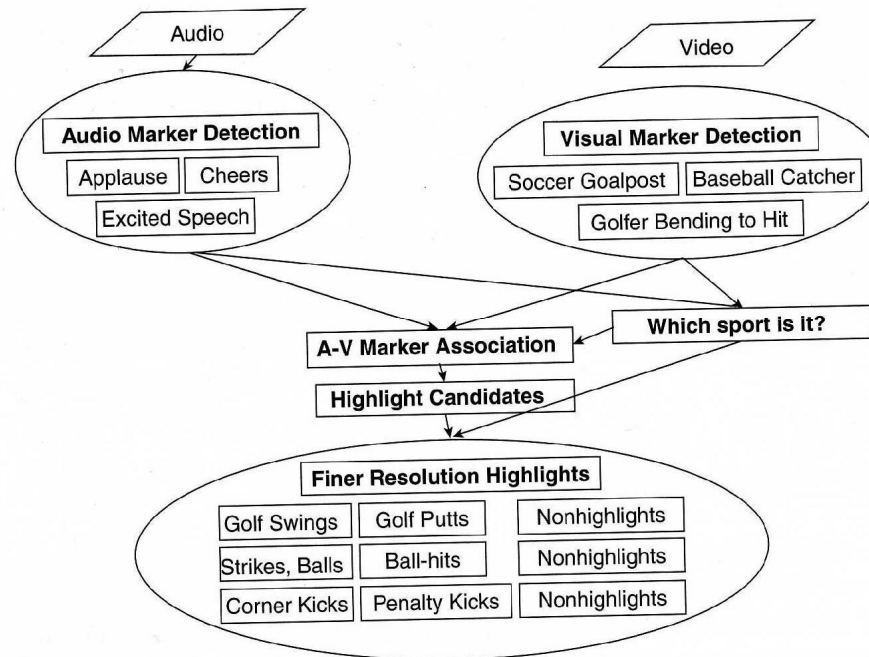 Audio
Video
Audio Marker Detection
Applause
Cheers
Excited Speech
Visual Marker Detection
Soccer Goalpost
Baseball Catcher
Golfer Bending to Hit
Which sport is it?
A-V Marker Association
Highlight Candidates
Finer Resolution Highlights
Golf Swings
Golf Putts
Nonhighlights
Strikes, Balls
Ball-hits
Nonhighlights
Corner Kicks
Penalty Kicks
Nonhighlights